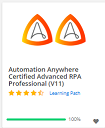 Automation Anywhere
Certified Advanced RPA
Professional (V11)
Learning Path
100%